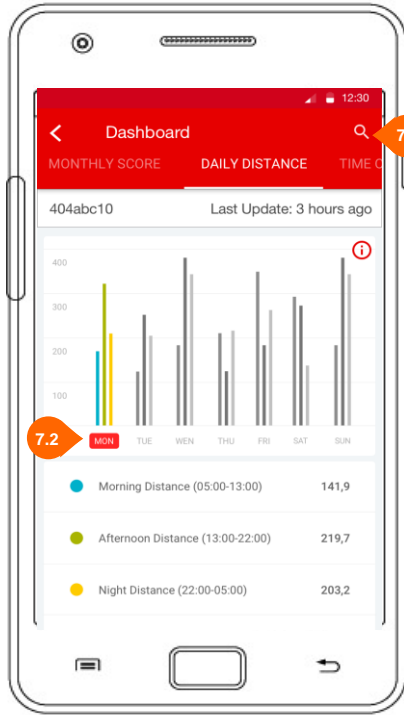 12:30
Dashboard
7.
MONTHLY SCORE DAILY DISTANCE TIME
404abc10 Last Update: 3 hours ago
400
300
200
100
7.2
MON TUE WEN THU FRI SAT SUN
Morning Distance (05:00-13:00) 141,9
Afternoon Distance (13:00-22:00) 219,7
Night Distance (22:00-05:00) 203,2